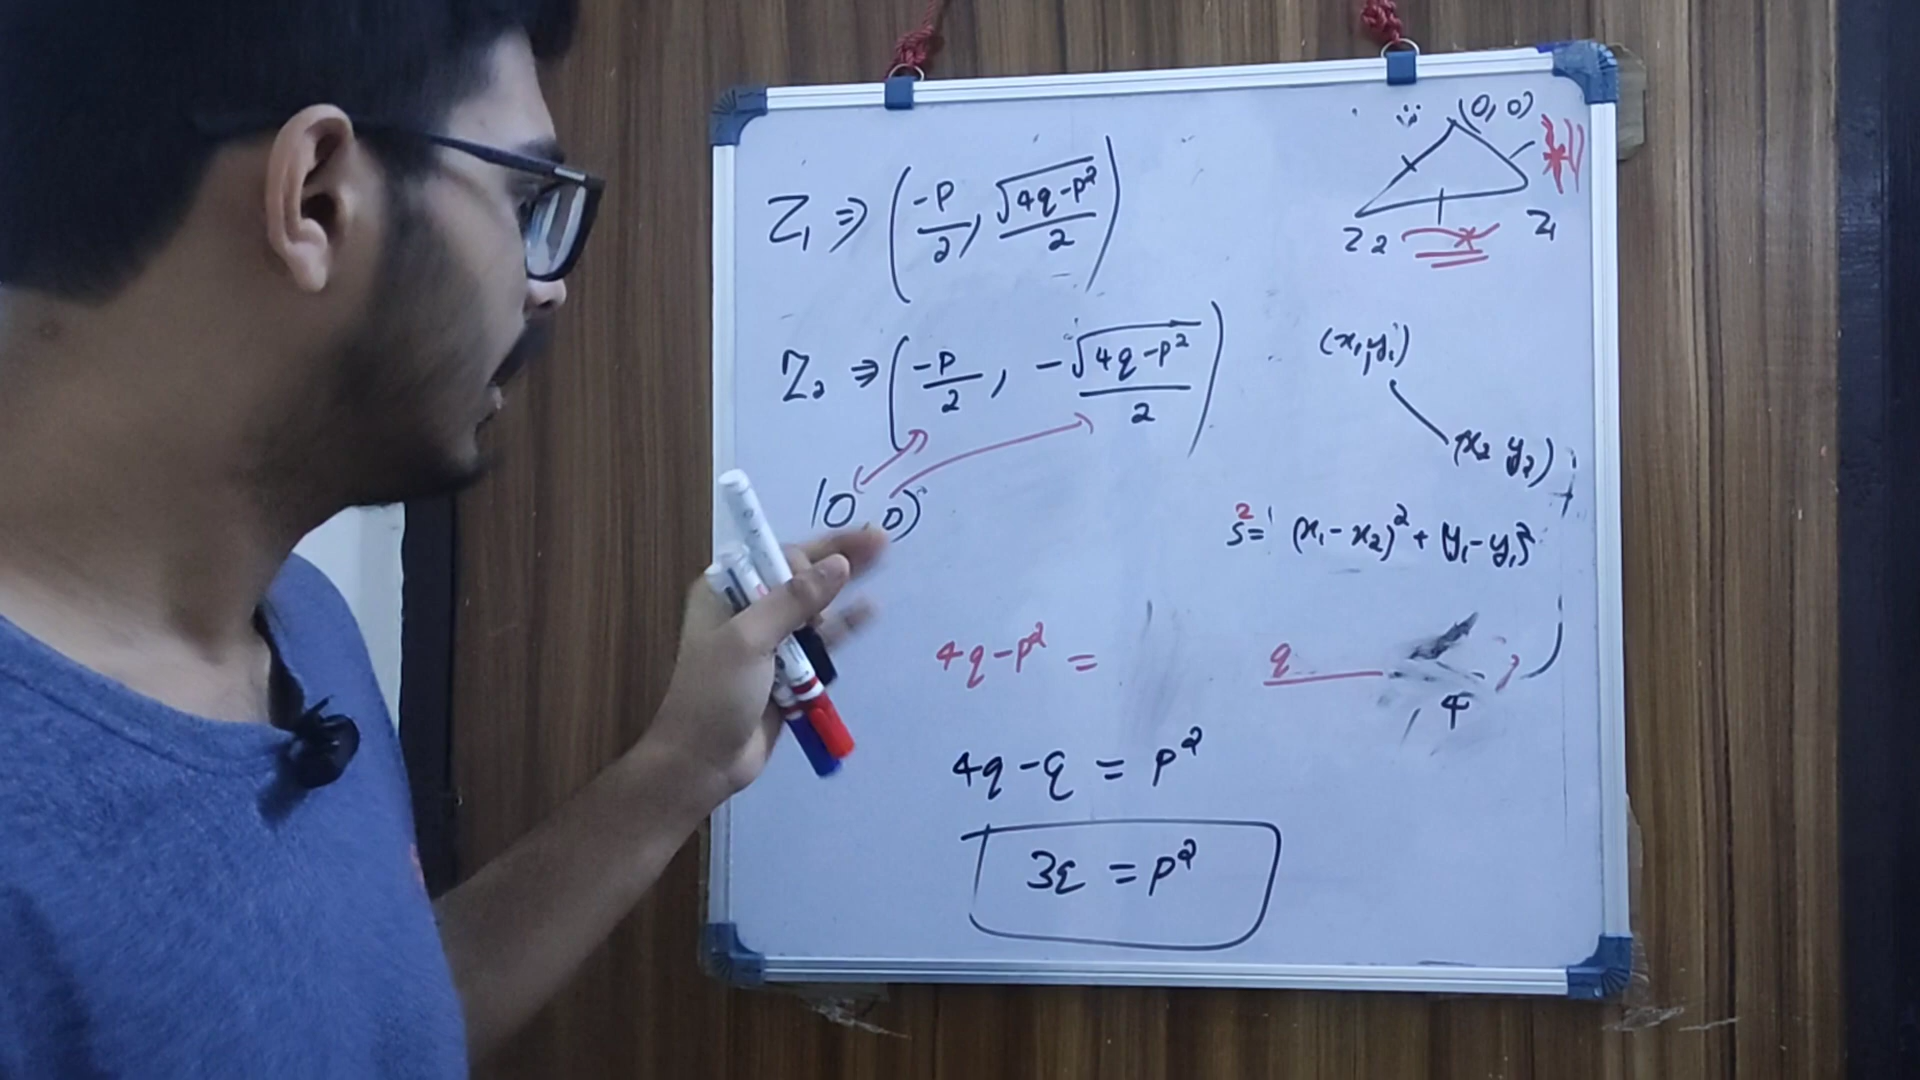 Z₁ ⇒ (-p/2, √(4q-p²)/2)
(0,0)
Z₂ Z₁
Z₂ ⇒ (-p/2, -√(4q-p²)/2)
(x₁,y₁)
(x₂ y₂)
(0, 0)
S² = (x₁-x₂)² + (y₁-y₁)²
4q-p² = q
4
4q-q = p²
3q = p²